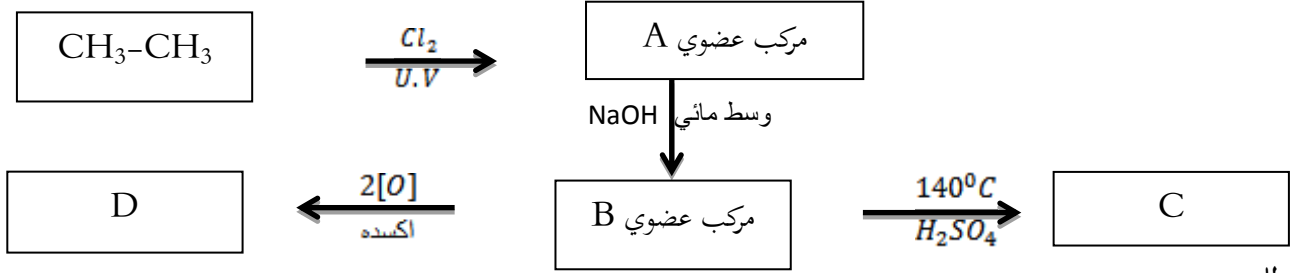 CH₃-CH₃
Cl₂
U.V
مركب عضوي A
NaOH وسط مائي
D
2[O]
اكسده
مركب عضوي B
140⁰C
H₂SO₄
C